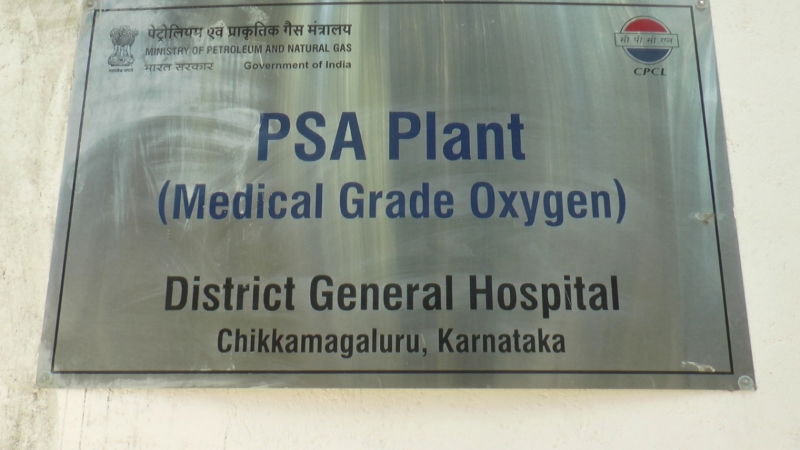 पेट्रोलियम एवं प्राकृतिक गैस मंत्रालय
MINISTRY OF PETROLEUM AND NATURAL GAS
भारत सरकार Government of India
सी पी सी एल
CPCL
PSA Plant
(Medical Grade Oxygen)
District General Hospital
Chikkamagaluru, Karnataka